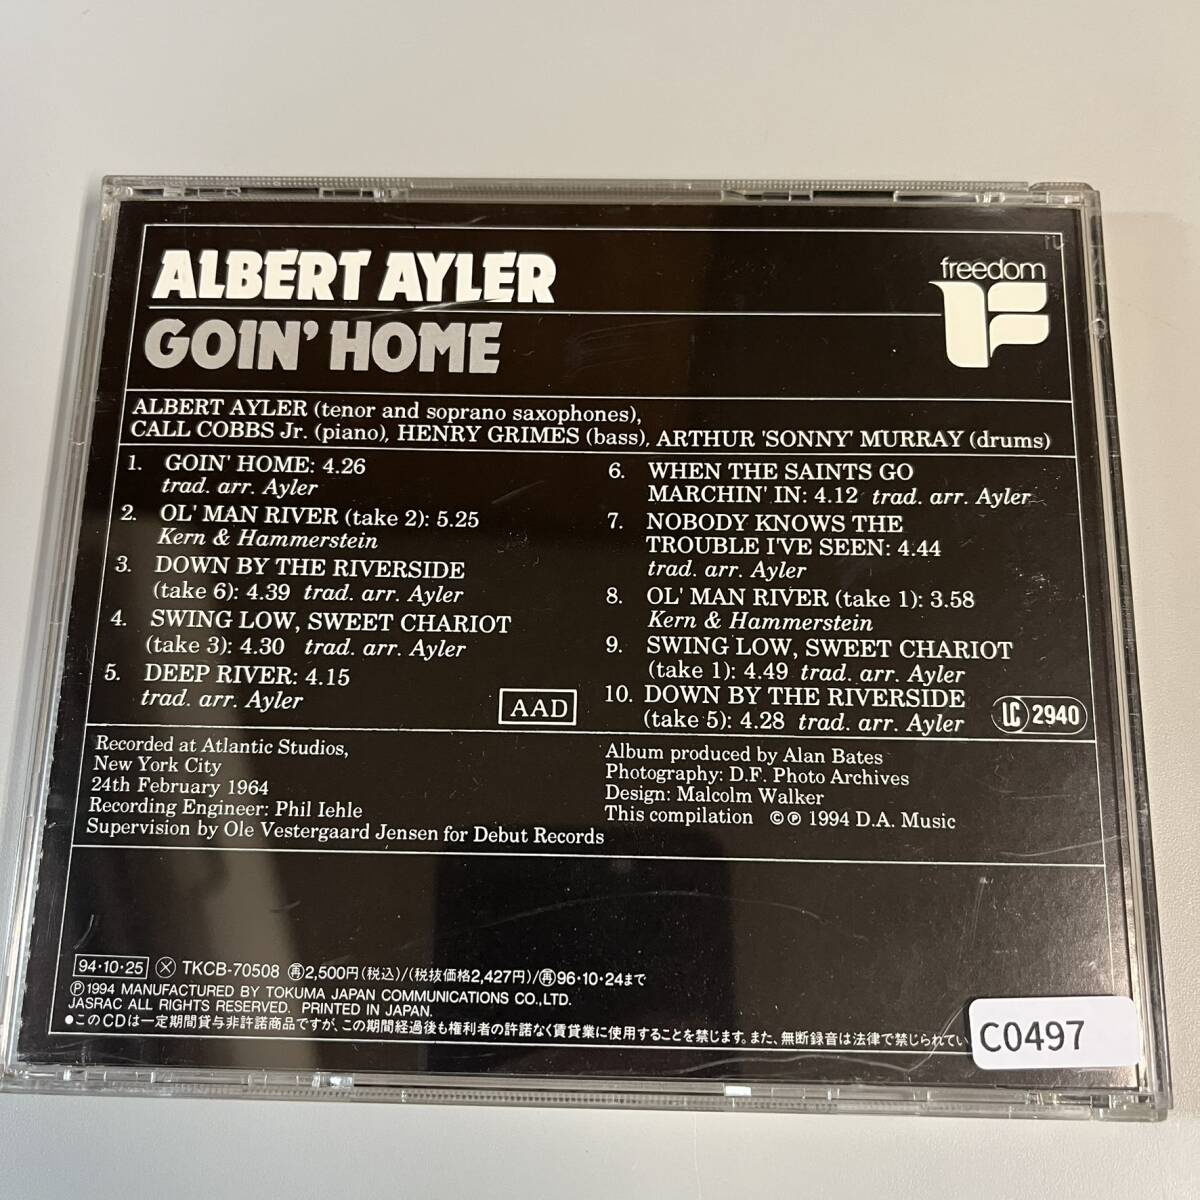 ALBERT AYLER
GOIN' HOME
freedom
ALBERT AYLER (tenor and soprano saxophones),
CALL COBBS Jr. (piano), HENRY GRIMES (bass), ARTHUR 'SONNY' MURRAY (drums)
1. GOIN' HOME: 4.26
trad. arr. Ayler
2. OL' MAN RIVER (take 2): 5.25
Kern & Hammerstein
3. DOWN BY THE RIVERSIDE
(take 6): 4.39 trad. arr. Ayler
4. SWING LOW, SWEET CHARIOT
(take 3): 4.30 trad. arr. Ayler
5. DEEP RIVER: 4.15
trad. arr. Ayler
AAD
6. WHEN THE SAINTS GO
MARCHIN' IN: 4.12 trad. arr. Ayler
7. NOBODY KNOWS THE
TROUBLE I'VE SEEN: 4.44
trad. arr. Ayler
8. OL' MAN RIVER (take 1): 3.58
Kern & Hammerstein
9. SWING LOW, SWEET CHARIOT
(take 1): 4.49 trad. arr. Ayler
10. DOWN BY THE RIVERSIDE
(take 5): 4.28 trad. arr. Ayler
LC 2940
Recorded at Atlantic Studios,
New York City
24th February 1964
Recording Engineer: Phil Iehle
Supervision by Ole Vestergaard Jensen for Debut Records
Album produced by Alan Bates
Photography: D.F. Photo Archives
Design: Malcolm Walker
This compilation ©℗ 1994 D.A. Music
94・10・25 Ⓧ TKCB-70508 ㊢2,500円(税込)/(税抜価格2,427円)/㊢96・10・24まで
℗1994 MANUFACTURED BY TOKUMA JAPAN COMMUNICATIONS CO.,LTD.
JASRAC ALL RIGHTS RESERVED. PRINTED IN JAPAN.
●このCDは一定期間貸与非許諾商品ですが、この期間経過後も権利者の許諾なく賃貸業に使用することを禁じます。また、無断録音は法律で禁じられてい
C0497